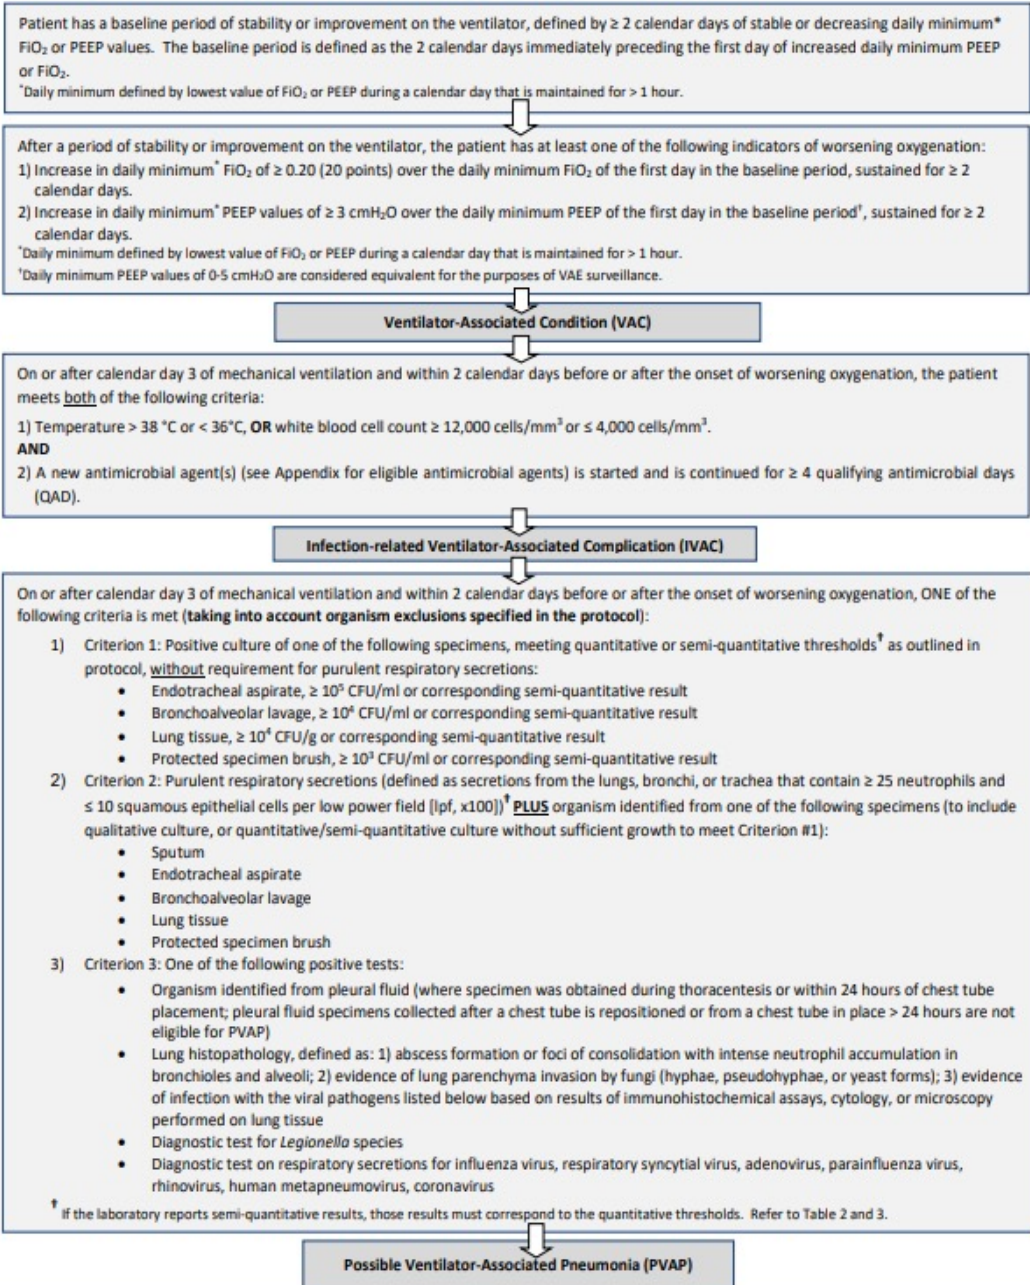 Patient has a baseline period of stability or improvement on the ventilator, defined by ≥ 2 calendar days of stable or decreasing daily minimum*
FiO₂ or PEEP values. The baseline period is defined as the 2 calendar days immediately preceding the first day of increased daily minimum PEEP
or FiO₂.
*Daily minimum defined by lowest value of FiO₂ or PEEP during a calendar day that is maintained for > 1 hour.
After a period of stability or improvement on the ventilator, the patient has at least one of the following indicators of worsening oxygenation:
1) Increase in daily minimum* FiO₂ of ≥ 0.20 (20 points) over the daily minimum FiO₂ of the first day in the baseline period, sustained for ≥ 2
calendar days.
2) Increase in daily minimum* PEEP values of ≥ 3 cmH₂O over the daily minimum PEEP of the first day in the baseline period†, sustained for ≥ 2
calendar days.
*Daily minimum defined by lowest value of FiO₂ or PEEP during a calendar day that is maintained for > 1 hour.
†Daily minimum PEEP values of 0-5 cmH₂O are considered equivalent for the purposes of VAE surveillance.
Ventilator-Associated Condition (VAC)
On or after calendar day 3 of mechanical ventilation and within 2 calendar days before or after the onset of worsening oxygenation, the patient
meets both of the following criteria:
1) Temperature > 38 °C or < 36°C, OR white blood cell count ≥ 12,000 cells/mm³ or ≤ 4,000 cells/mm³.
AND
2) A new antimicrobial agent(s) (see Appendix for eligible antimicrobial agents) is started and is continued for ≥ 4 qualifying antimicrobial days
(QAD).
Infection-related Ventilator-Associated Complication (IVAC)
On or after calendar day 3 of mechanical ventilation and within 2 calendar days before or after the onset of worsening oxygenation, ONE of the
following criteria is met (taking into account organism exclusions specified in the protocol):
1) Criterion 1: Positive culture of one of the following specimens, meeting quantitative or semi-quantitative thresholds† as outlined in
protocol, without requirement for purulent respiratory secretions:
• Endotracheal aspirate, ≥ 10⁵ CFU/ml or corresponding semi-quantitative result
• Bronchoalveolar lavage, ≥ 10⁴ CFU/ml or corresponding semi-quantitative result
• Lung tissue, ≥ 10⁴ CFU/g or corresponding semi-quantitative result
• Protected specimen brush, ≥ 10³ CFU/ml or corresponding semi-quantitative result
2) Criterion 2: Purulent respiratory secretions (defined as secretions from the lungs, bronchi, or trachea that contain ≥ 25 neutrophils and
≤ 10 squamous epithelial cells per low power field [lpf, x100])† PLUS organism identified from one of the following specimens (to include
qualitative culture, or quantitative/semi-quantitative culture without sufficient growth to meet Criterion #1):
• Sputum
• Endotracheal aspirate
• Bronchoalveolar lavage
• Lung tissue
• Protected specimen brush
3) Criterion 3: One of the following positive tests:
• Organism identified from pleural fluid (where specimen was obtained during thoracentesis or within 24 hours of chest tube
placement; pleural fluid specimens collected after a chest tube is repositioned or from a chest tube in place > 24 hours are not
eligible for PVAP)
• Lung histopathology, defined as: 1) abscess formation or foci of consolidation with intense neutrophil accumulation in
bronchioles and alveoli; 2) evidence of lung parenchyma invasion by fungi (hyphae, pseudohyphae, or yeast forms); 3) evidence
of infection with the viral pathogens listed below based on results of immunohistochemical assays, cytology, or microscopy
performed on lung tissue
• Diagnostic test for Legionella species
• Diagnostic test on respiratory secretions for influenza virus, respiratory syncytial virus, adenovirus, parainfluenza virus,
rhinovirus, human metapneumovirus, coronavirus
† If the laboratory reports semi-quantitative results, those results must correspond to the quantitative thresholds. Refer to Table 2 and 3.
Possible Ventilator-Associated Pneumonia (PVAP)